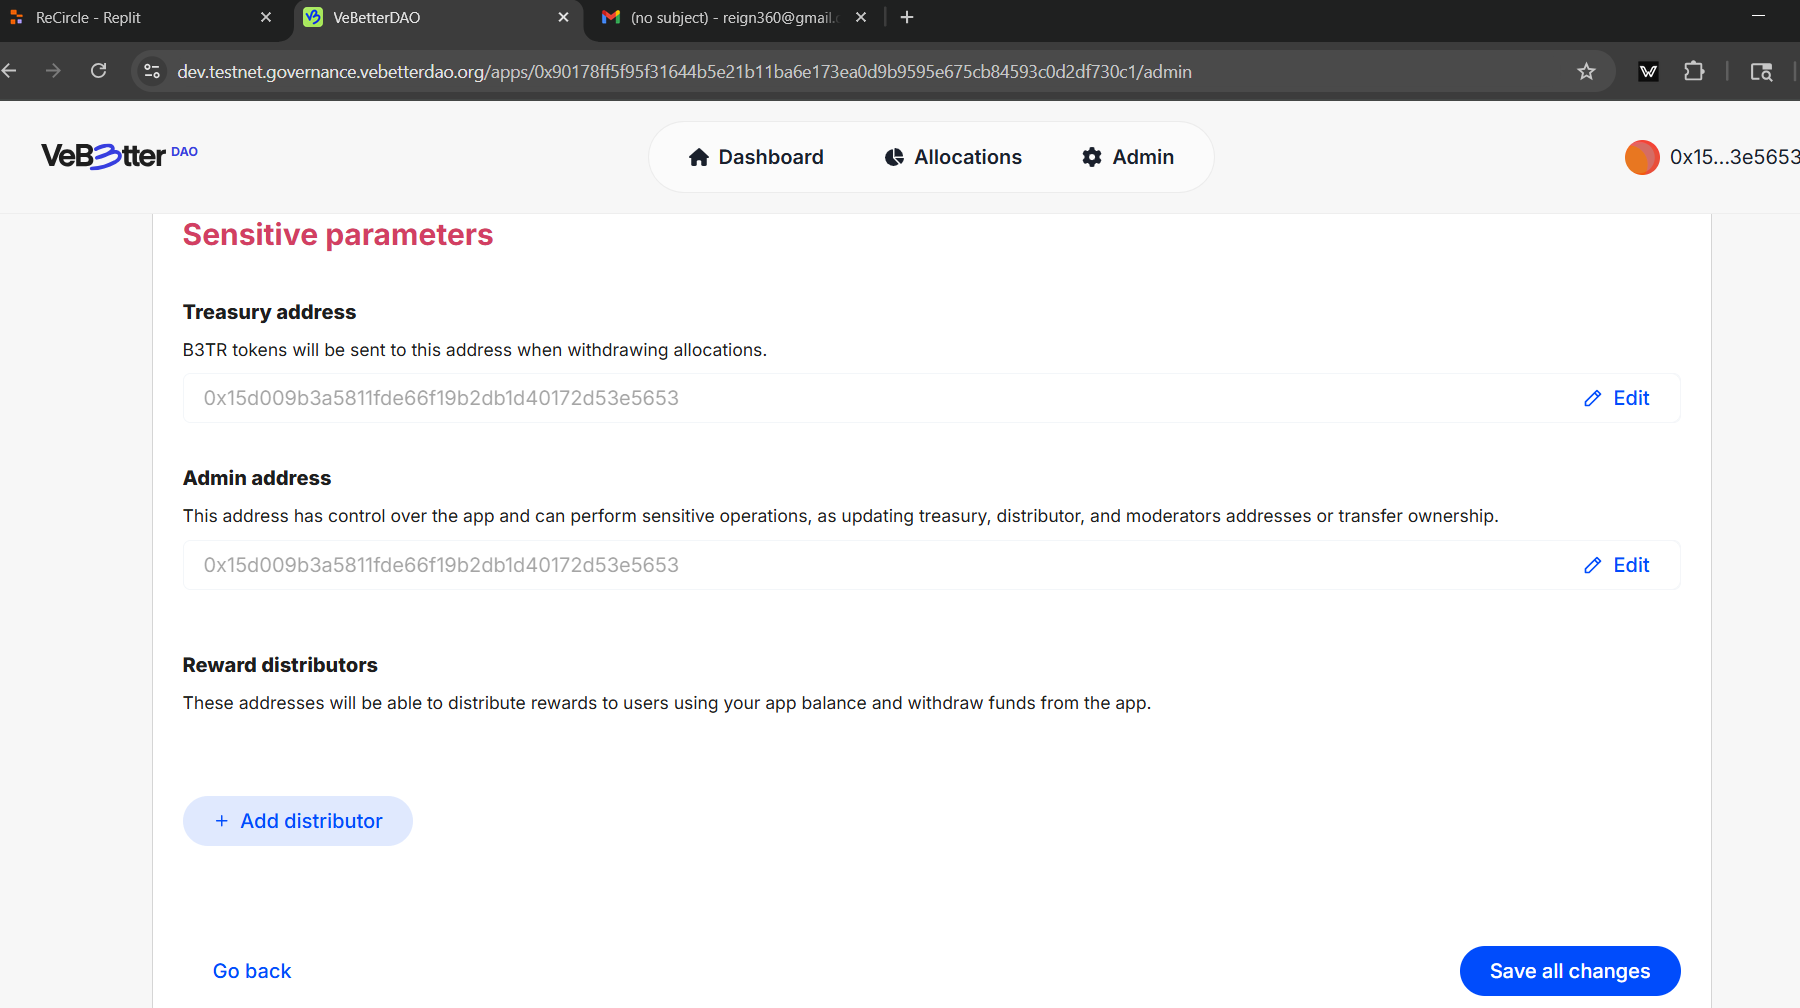 ReCircle - Replit
VeBetterDAO
(no subject) - reign360@gmail.
dev.testnet.governance.vebetterdao.org/apps/0x90178ff5f95f31644b5e21b11ba6e173ea0d9b9595e675cb84593c0d2df730c1/admin
VeBetter DAO
Dashboard
Allocations
Admin
0x15...3e5653
Sensitive parameters
Treasury address
B3TR tokens will be sent to this address when withdrawing allocations.
0x15d009b3a5811fde66f19b2db1d40172d53e5653
Edit
Admin address
This address has control over the app and can perform sensitive operations, as updating treasury, distributor, and moderators addresses or transfer ownership.
0x15d009b3a5811fde66f19b2db1d40172d53e5653
Edit
Reward distributors
These addresses will be able to distribute rewards to users using your app balance and withdraw funds from the app.
+ Add distributor
Go back
Save all changes